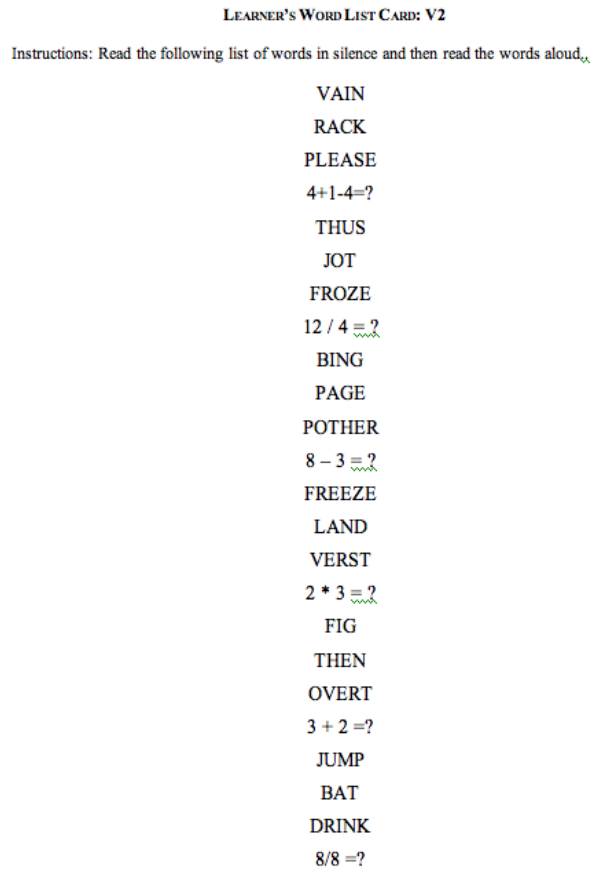 LEARNER'S WORD LIST CARD: V2
Instructions: Read the following list of words in silence and then read the words aloud,.
VAIN
RACK
PLEASE
4+1-4=?
THUS
JOT
FROZE
12 / 4 = ?
BING
PAGE
POTHER
8 – 3 = ?
FREEZE
LAND
VERST
2 * 3 = ?
FIG
THEN
OVERT
3 + 2 =?
JUMP
BAT
DRINK
8/8 =?